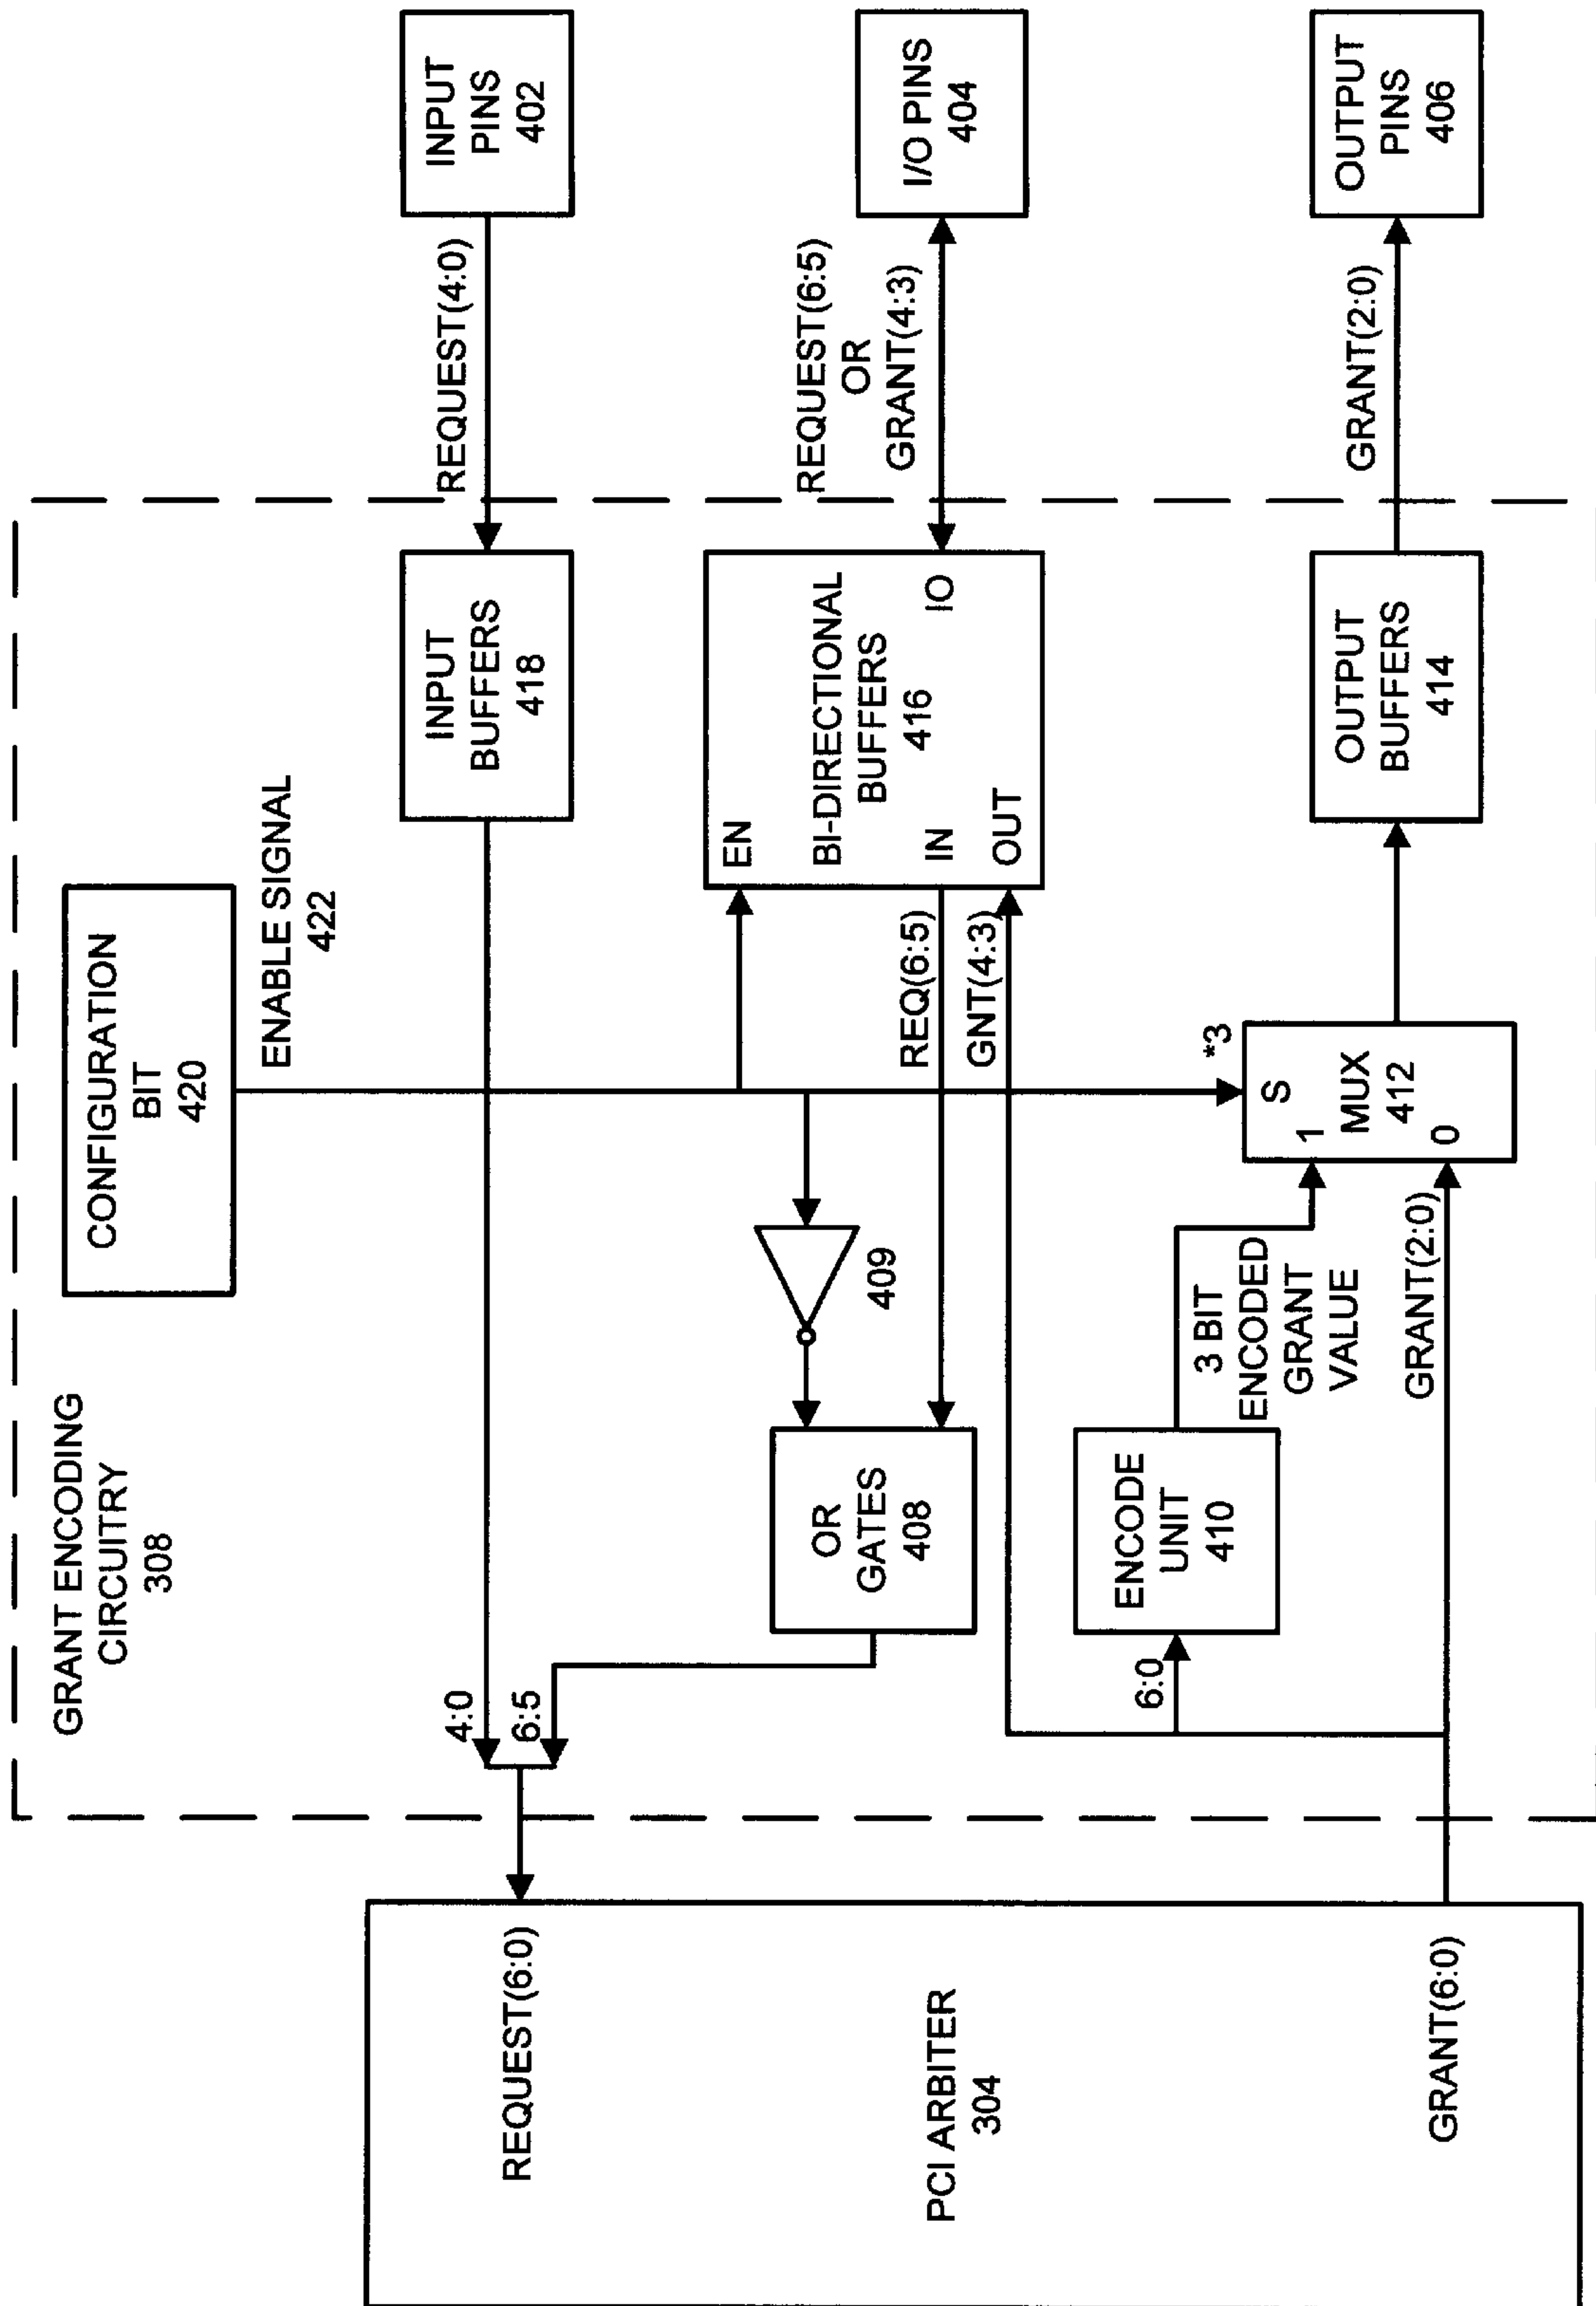 GRANT ENCODING
CIRCUITRY
308
CONFIGURATION
BIT
420
ENABLE SIGNAL
422
INPUT
PINS
402
REQUEST(4:0)
INPUT
BUFFERS
418
4:0
6:5
REQUEST(6:0)
PCI ARBITER
304
GRANT(6:0)
OR
GATES
408
409
EN
BI-DIRECTIONAL
BUFFERS
416
IN
IO
OUT
REQ(6:5)
GNT(4:3)
REQUEST(6:5)
OR
GRANT(4:3)
I/O PINS
404
6:0
ENCODE
UNIT
410
3 BIT
ENCODED
GRANT
VALUE
GRANT(2:0)
*3
S
1
MUX
412
0
OUTPUT
BUFFERS
414
GRANT(2:0)
OUTPUT
PINS
406